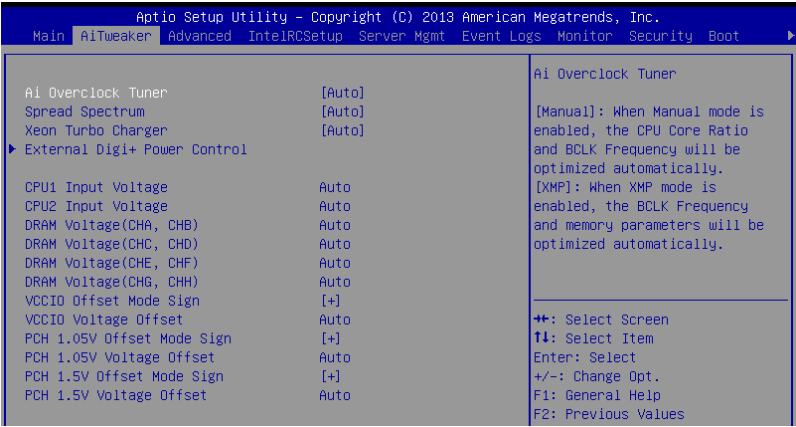 Aptio Setup Utility – Copyright (C) 2013 American Megatrends, Inc.
Main AiTweaker Advanced IntelRCSetup Server Mgmt Event Logs Monitor Security Boot
Ai Overclock Tuner [Auto]
Spread Spectrum [Auto]
Xeon Turbo Charger [Auto]
External Digi+ Power Control
CPU1 Input Voltage Auto
CPU2 Input Voltage Auto
DRAM Voltage(CHA, CHB) Auto
DRAM Voltage(CHC, CHD) Auto
DRAM Voltage(CHE, CHF) Auto
DRAM Voltage(CHG, CHH) Auto
VCCIO Offset Mode Sign [+]
VCCIO Voltage Offset Auto
PCH 1.05V Offset Mode Sign [+]
PCH 1.05V Voltage Offset Auto
PCH 1.5V Offset Mode Sign [+]
PCH 1.5V Voltage Offset Auto
Ai Overclock Tuner
[Manual]: When Manual mode is
enabled, the CPU Core Ratio
and BCLK Frequency will be
optimized automatically.
[XMP]: When XMP mode is
enabled, the BCLK Frequency
and memory parameters will be
optimized automatically.
→←: Select Screen
↑↓: Select Item
Enter: Select
+/-: Change Opt.
F1: General Help
F2: Previous Values